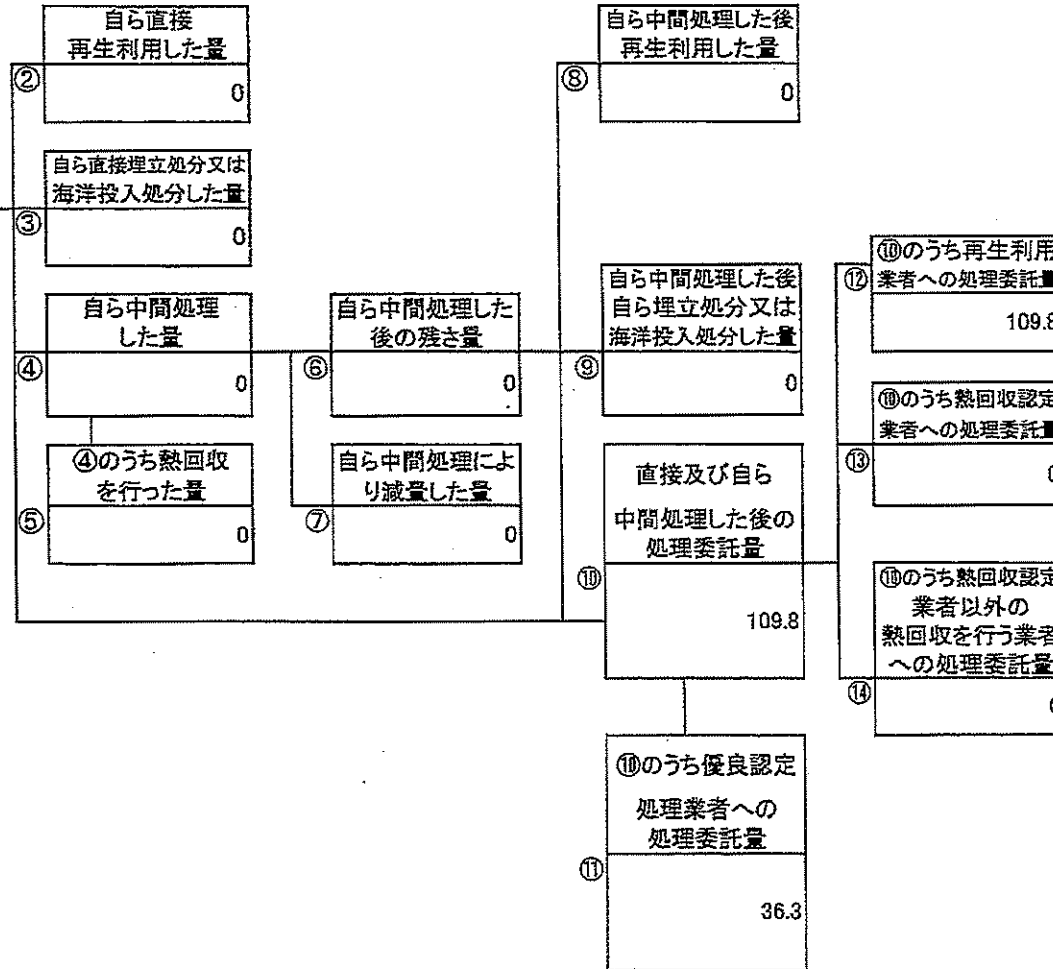 自ら直接
再生利用した量
②
0
自ら直接埋立処分又は
海洋投入処分した量
③
0
自ら中間処理
した量
④
0
④のうち熱回収
を行った量
⑤
0
自ら中間処理した
後の残さ量
⑥
0
自ら中間処理によ
り減量した量
⑦
0
自ら中間処理した後
再生利用した量
⑧
0
自ら中間処理した後
自ら埋立処分又は
海洋投入処分した量
⑨
0
直接及び自ら
中間処理した後の
処理委託量
⑩
109.8
⑩のうち優良認定
処理業者への
処理委託量
⑪
36.3
⑩のうち再生利用
業者への処理委託量
⑫
109.8
⑩のうち熱回収認定
業者への処理委託量
⑬
⑩のうち熱回収認定
業者以外の
熱回収を行う業者
への処理委託量
⑭